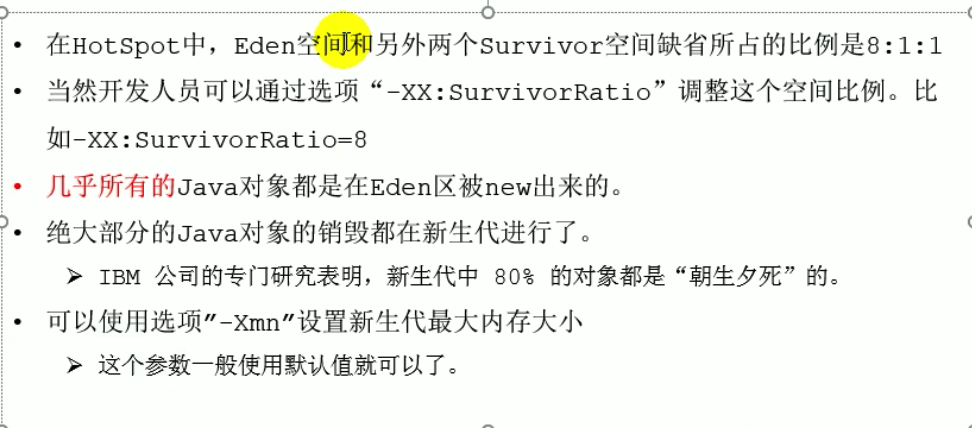 • 在HotSpot中，Eden空间和另外两个Survivor空间缺省所占的比例是8:1:1
• 当然开发人员可以通过选项“-XX:SurvivorRatio”调整这个空间比例。比
如-XX:SurvivorRatio=8
• 几乎所有的Java对象都是在Eden区被new出来的。
• 绝大部分的Java对象的销毁都在新生代进行了。
➢ IBM 公司的专门研究表明，新生代中 80% 的对象都是“朝生夕死”的。
• 可以使用选项”-Xmn”设置新生代最大内存大小
➢ 这个参数一般使用默认值就可以了。